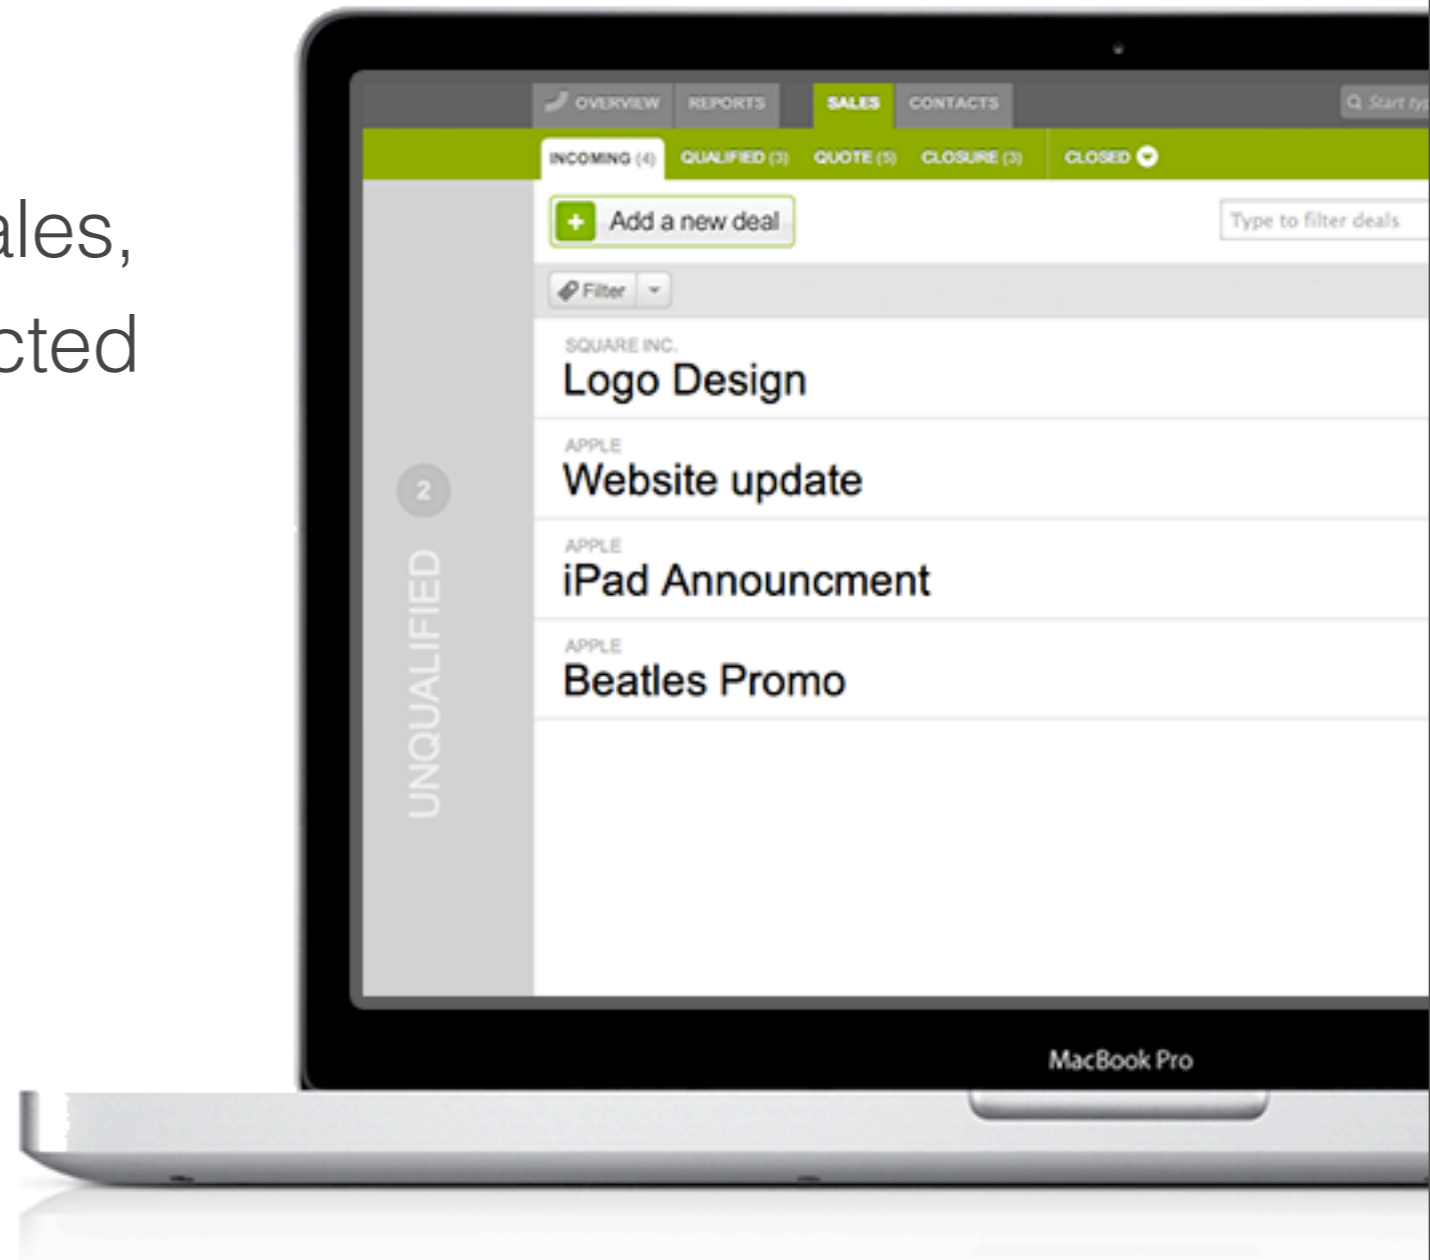 ales,
cted
OVERVIEW REPORTS SALES CONTACTS Start typ
INCOMING (4) QUALIFIED (3) QUOTE (5) CLOSURE (3) CLOSED
+ Add a new deal Type to filter deals
Filter
SQUARE INC.
Logo Design
APPLE
Website update
APPLE
iPad Announcment
APPLE
Beatles Promo
2
UNQUALIFIED
MacBook Pro